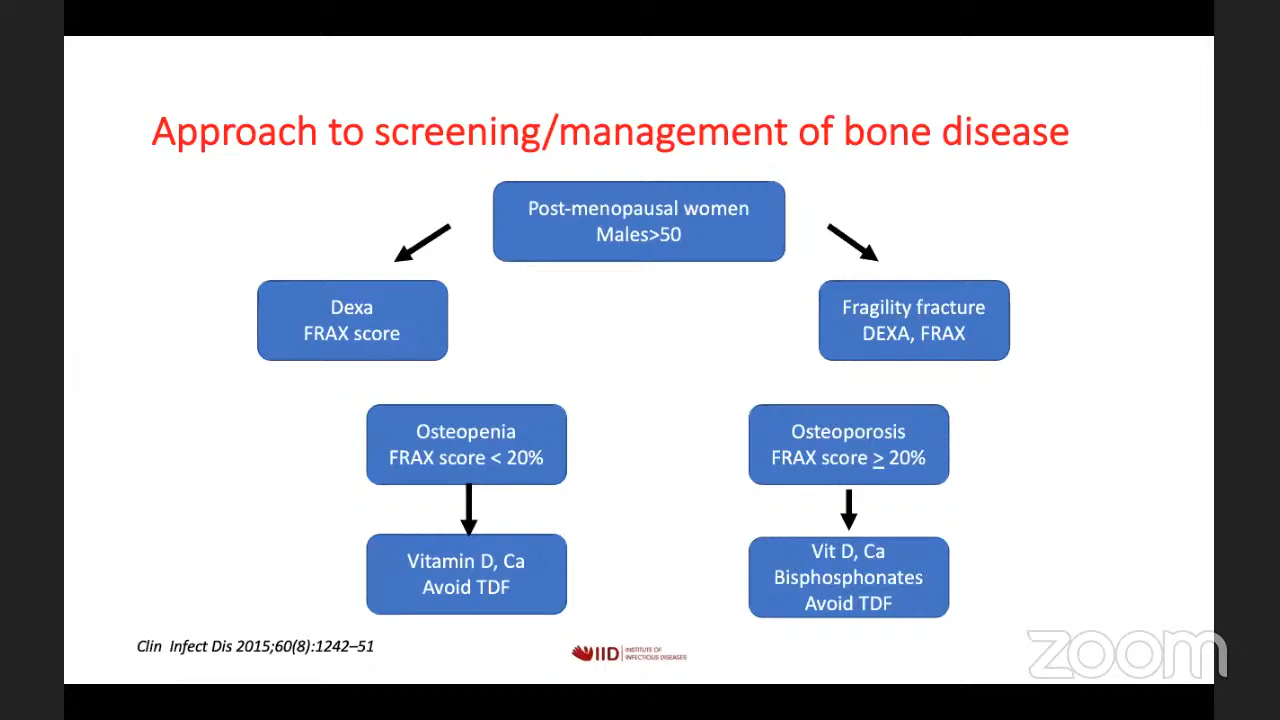 Approach to screening/management of bone disease
Post-menopausal women
Males>50
Dexa
FRAX score
Fragility fracture
DEXA, FRAX
Osteopenia
FRAX score < 20%
Osteoporosis
FRAX score ≥ 20%
Vitamin D, Ca
Avoid TDF
Vit D, Ca
Bisphosphonates
Avoid TDF
Clin Infect Dis 2015;60(8):1242–51
IID
INSTITUTE OF
INFECTIOUS DISEASES
zoom